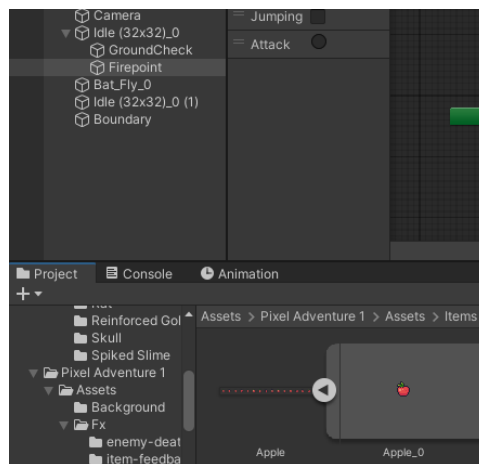 Camera
Idle (32x32)_0
GroundCheck
Firepoint
Bat_Fly_0
Idle (32x32)_0 (1)
Boundary
Jumping
Attack
Project
Console
Animation
Reinforced Gol
Skull
Spiked Slime
Pixel Adventure 1
Assets
Background
Fx
enemy-deat
item-feedba
Assets > Pixel Adventure 1 > Assets > Items
Apple
Apple_0